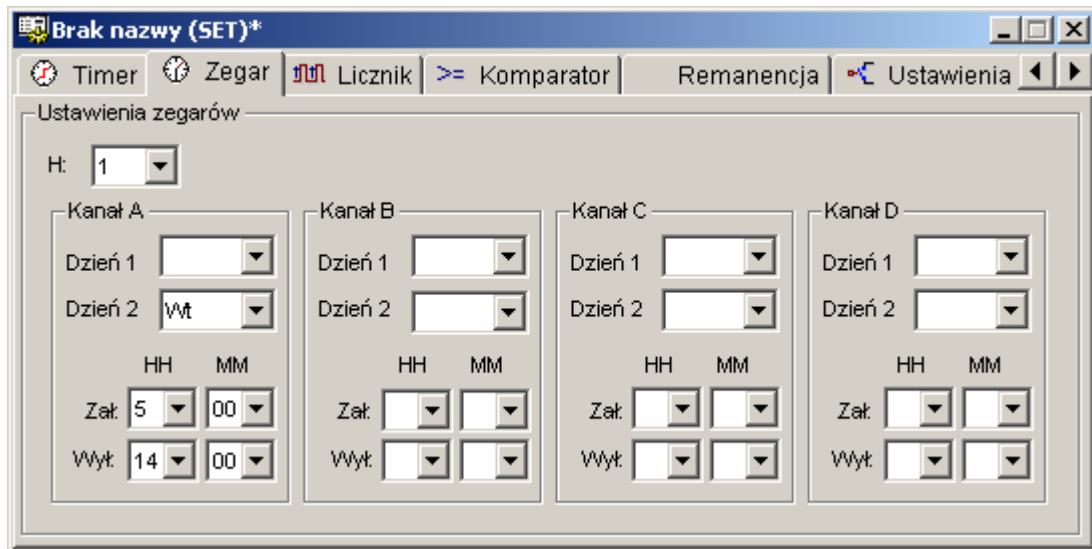 Brak nazwy (SET)*
Timer Zegar Licznik >= Komparator Remanencja Ustawienia
Ustawienia zegarów
H: 1
Kanał A Kanał B Kanał C Kanał D
Dzień 1 Dzień 1 Dzień 1 Dzień 1
Dzień 2 Wt Dzień 2 Dzień 2 Dzień 2
HH MM HH MM HH MM HH MM
Zał: 5 00 Zał: Zał: Zał:
Wył: 14 00 Wył: Wył: Wył: